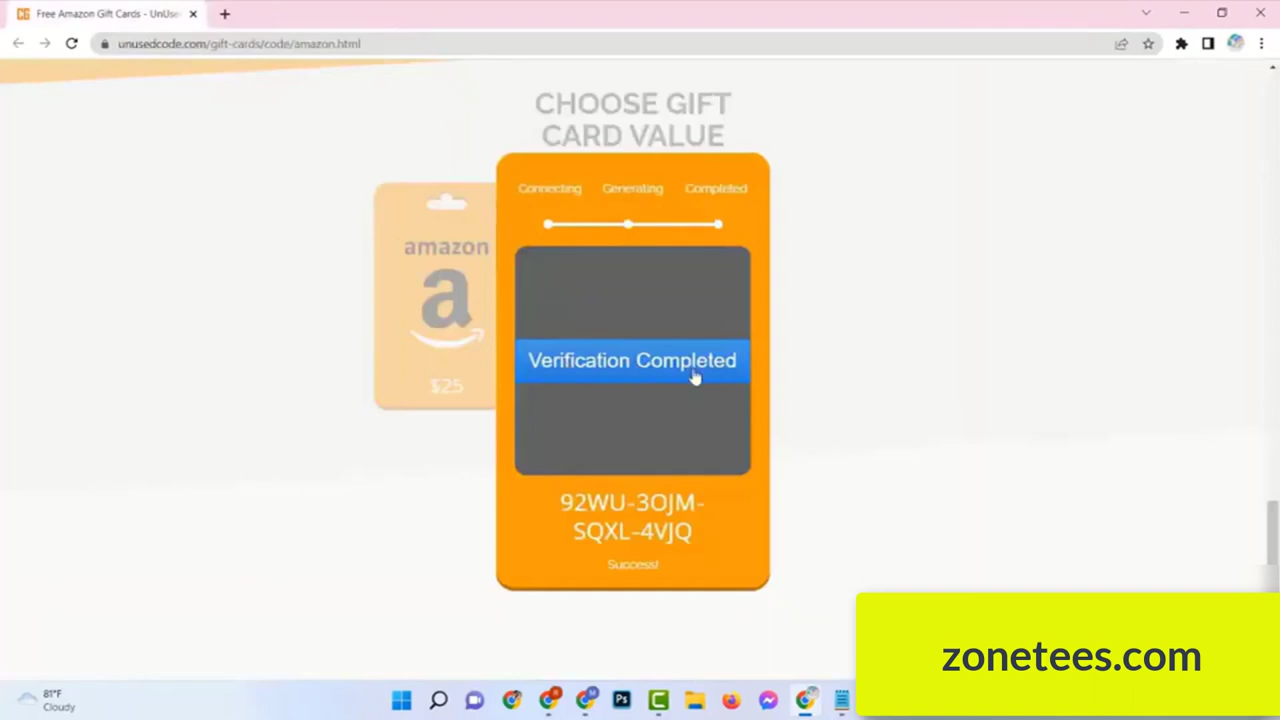 Free Amazon Gift Cards - UnUse
unusedcode.com/gift-cards/code/amazon.html
CHOOSE GIFT
CARD VALUE
Connecting Generating Completed
amazon
a
$25
Verification Completed
92WU-3OJM-
SQXL-4VJQ
Success!
zonetees.com
81°F
Cloudy
Ps